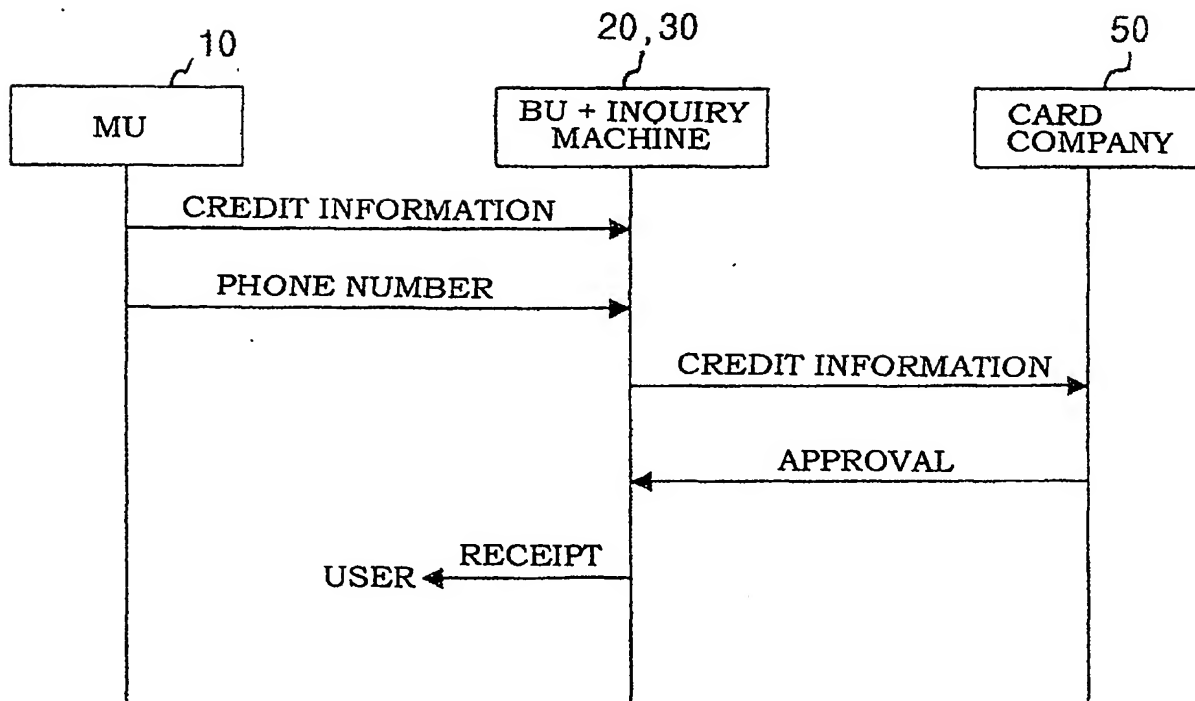 10
20,30
50
MU
BU + INQUIRY
MACHINE
CARD
COMPANY
CREDIT INFORMATION
PHONE NUMBER
CREDIT INFORMATION
APPROVAL
RECEIPT
USER